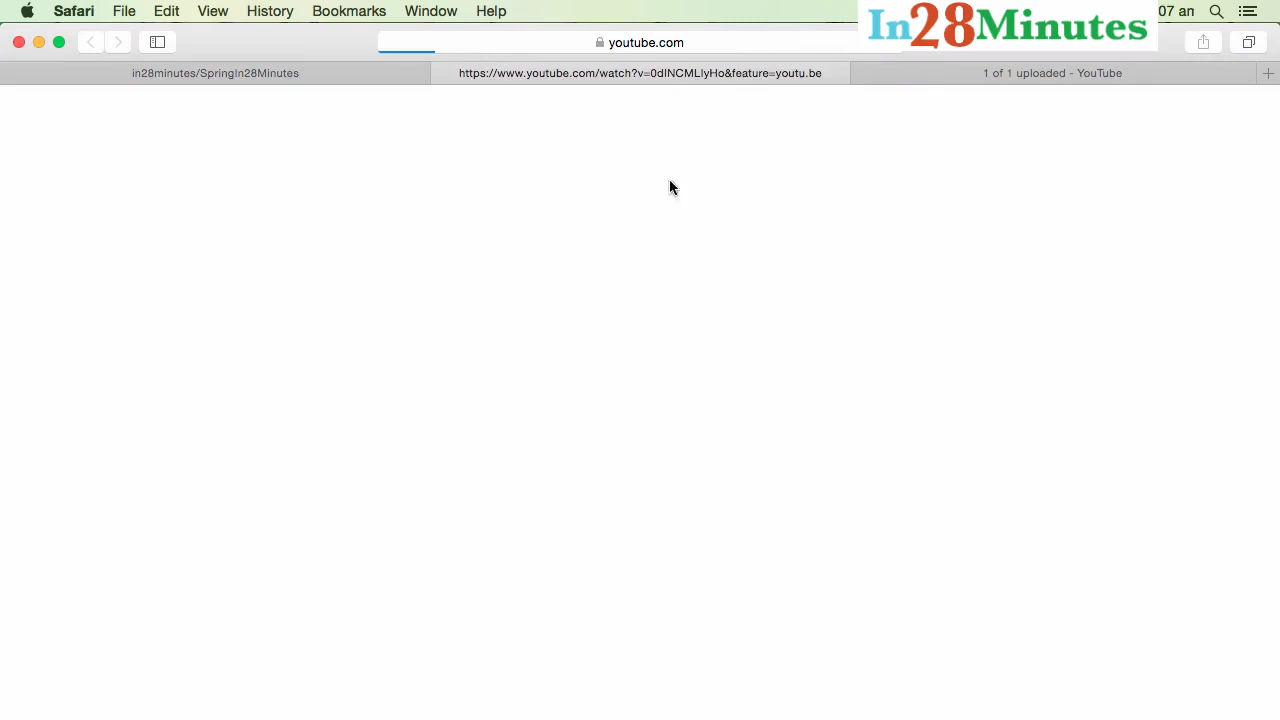 Safari File Edit View History Bookmarks Window Help
07 an
In28Minutes
youtube.com
in28minutes/SpringIn28Minutes
https://www.youtube.com/watch?v=0dINCMLlyHo&feature=youtu.be
1 of 1 uploaded - YouTube